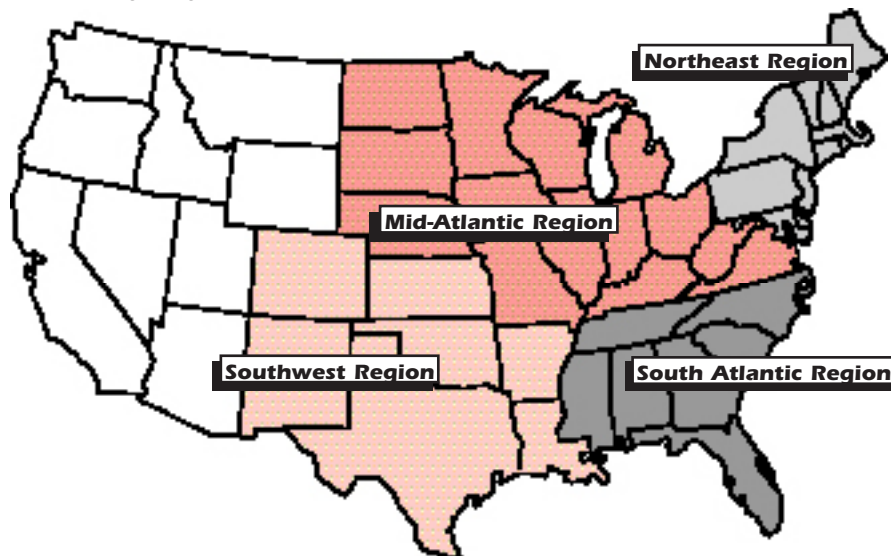 Northeast Region
Mid-Atlantic Region
Southwest Region
South Atlantic Region